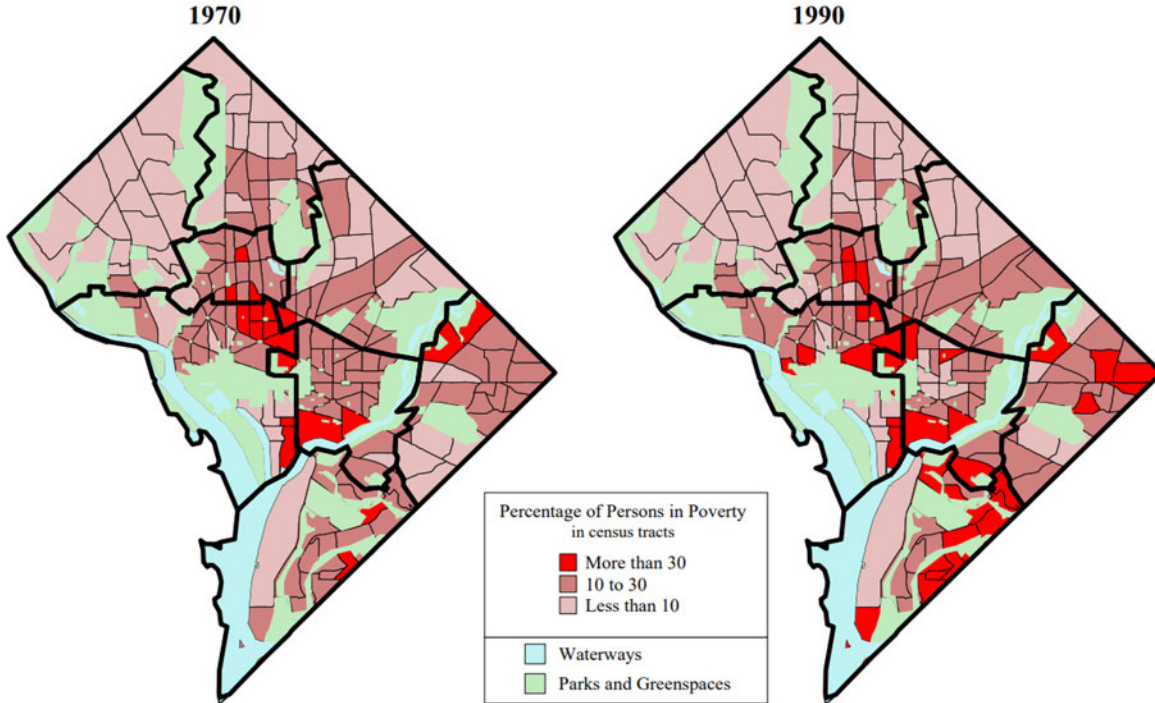 1970
1990
Percentage of Persons in Poverty
in census tracts
More than 30
10 to 30
Less than 10
Waterways
Parks and Greenspaces